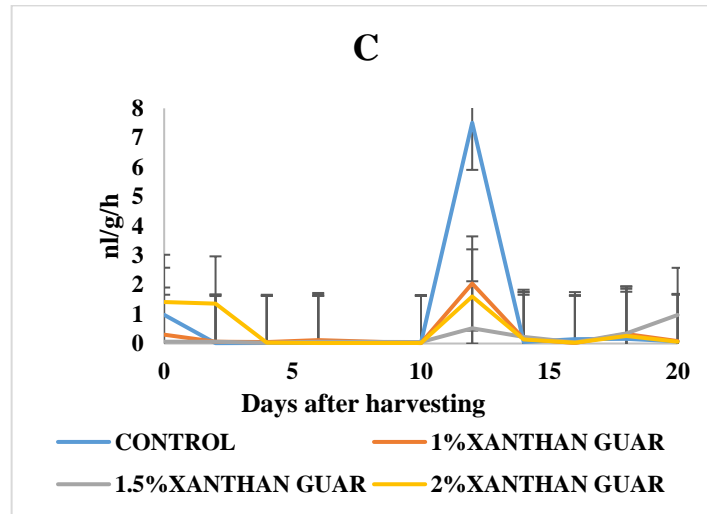 C
nl/g/h
8
7
6
5
4
3
2
1
0
0 5 10 15 20
Days after harvesting
CONTROL 1%XANTHAN GUAR
1.5%XANTHAN GUAR 2%XANTHAN GUAR